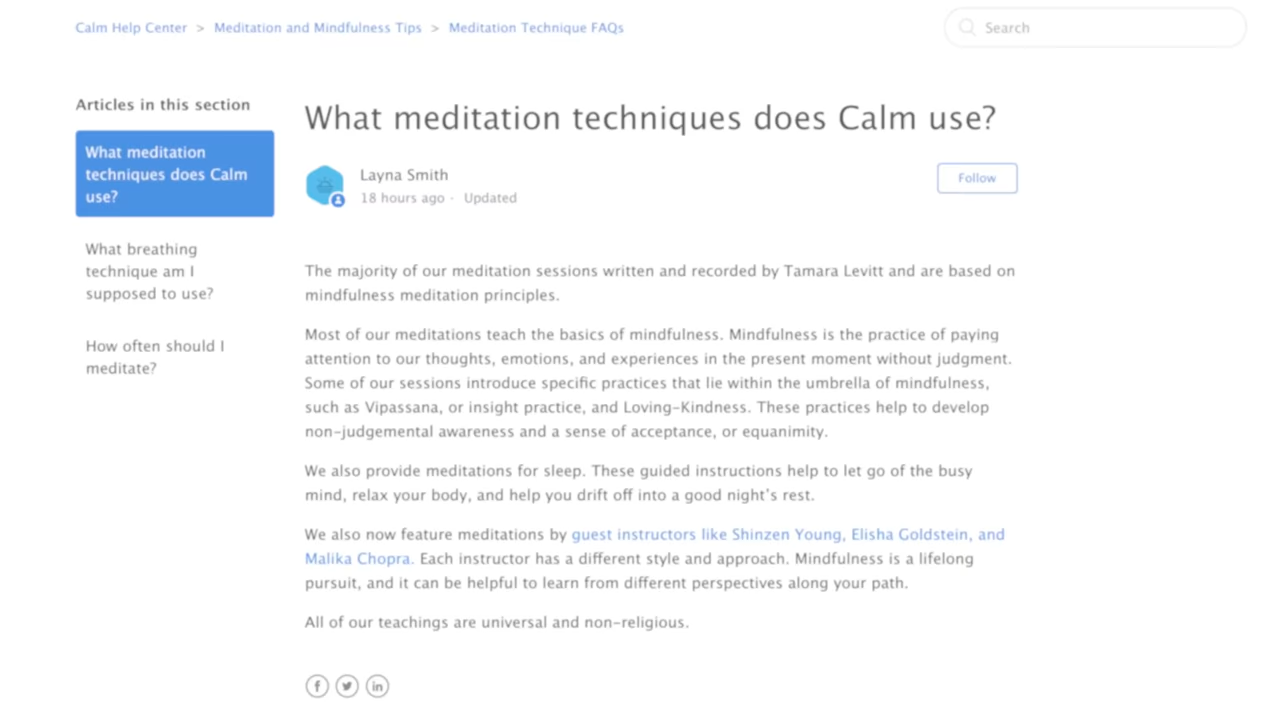 Calm Help Center > Meditation and Mindfulness Tips > Meditation Technique FAQs
Search
Articles in this section
What meditation
techniques does Calm
use?
What breathing
technique am I
supposed to use?
How often should I
meditate?
What meditation techniques does Calm use?
Layna Smith
18 hours ago · Updated
Follow
The majority of our meditation sessions written and recorded by Tamara Levitt and are based on
mindfulness meditation principles.
Most of our meditations teach the basics of mindfulness. Mindfulness is the practice of paying
attention to our thoughts, emotions, and experiences in the present moment without judgment.
Some of our sessions introduce specific practices that lie within the umbrella of mindfulness,
such as Vipassana, or insight practice, and Loving-Kindness. These practices help to develop
non-judgemental awareness and a sense of acceptance, or equanimity.
We also provide meditations for sleep. These guided instructions help to let go of the busy
mind, relax your body, and help you drift off into a good night's rest.
We also now feature meditations by guest instructors like Shinzen Young, Elisha Goldstein, and
Malika Chopra. Each instructor has a different style and approach. Mindfulness is a lifelong
pursuit, and it can be helpful to learn from different perspectives along your path.
All of our teachings are universal and non-religious.